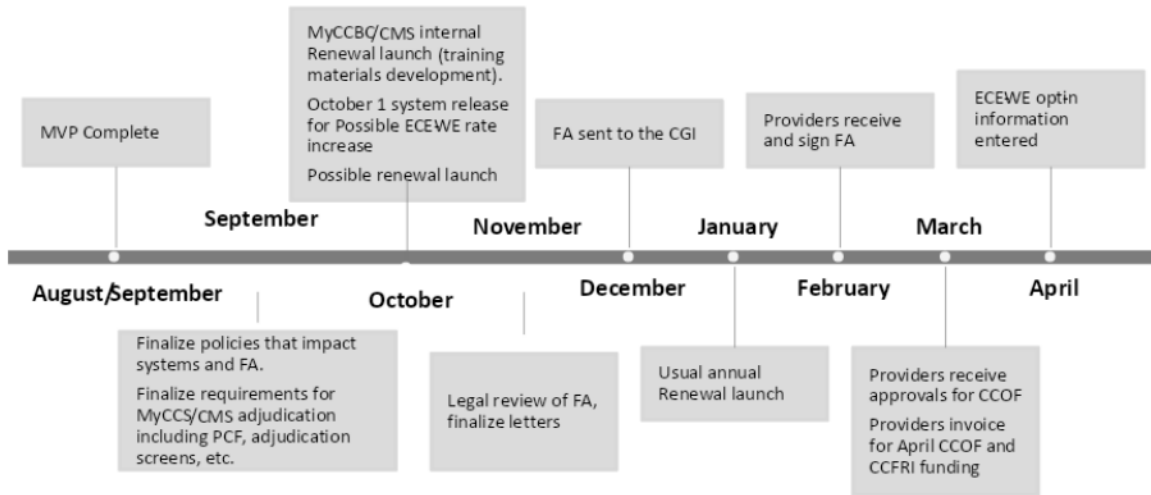 MyCCBC/CMS internal
Renewal launch (training
materials development).
October 1 system release
for Possible ECE-WE rate
increase
Possible renewal launch
MVP Complete
FA sent to the CGI
Providers receive
and sign FA
ECE-WE opt-in
information
entered
September
November
January
March
August/September
October
December
February
April
Finalize policies that impact
systems and FA.
Finalize requirements for
MyCCS/CMS adjudication
including PCF, adjudication
screens, etc.
Legal review of FA,
finalize letters
Usual annual
Renewal launch
Providers receive
approvals for CCOF
Providers invoice
for April CCOF and
CCFRI funding